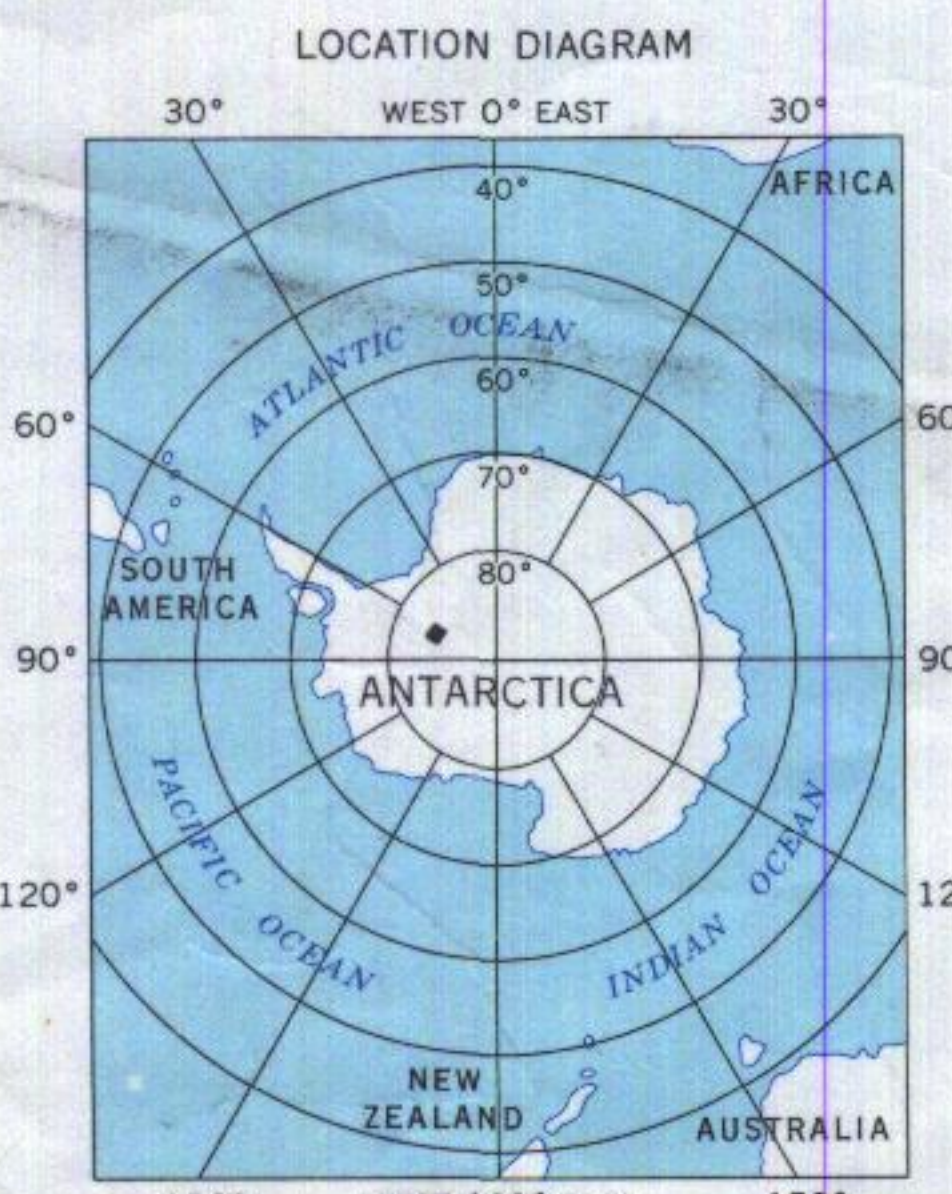 LOCATION DIAGRAM
30° WEST 0° EAST 30°
AFRICA
40°
50°
ATLANTIC OCEAN
60°
60°
70°
80°
SOUTH
AMERICA
90°
ANTARCTICA
PACIFIC OCEAN
INDIAN OCEAN
120°
NEW
ZEALAND
AUSTRALIA